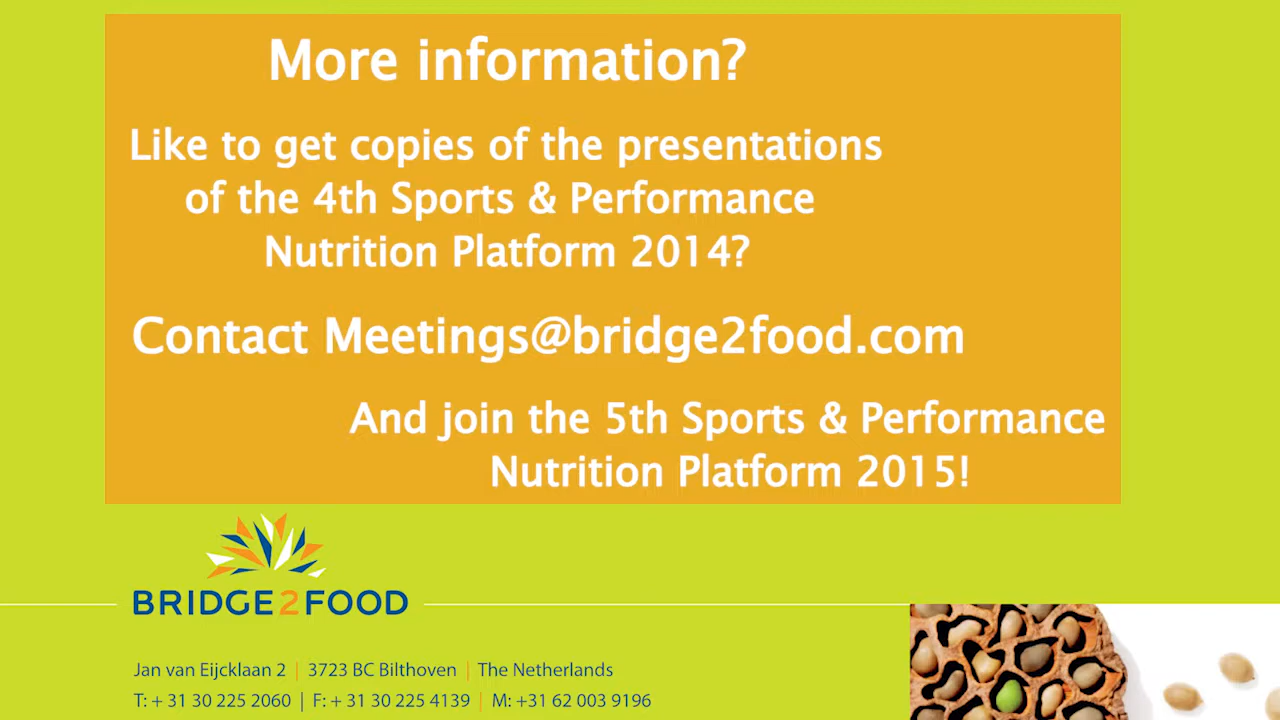 More information?
Like to get copies of the presentations
of the 4th Sports & Performance
Nutrition Platform 2014?
Contact Meetings@bridge2food.com
And join the 5th Sports & Performance
Nutrition Platform 2015!
BRIDGE2FOOD
Jan van Eijcklaan 2 | 3723 BC Bilthoven | The Netherlands
T: + 31 30 225 2060 | F: + 31 30 225 4139 | M: +31 62 003 9196